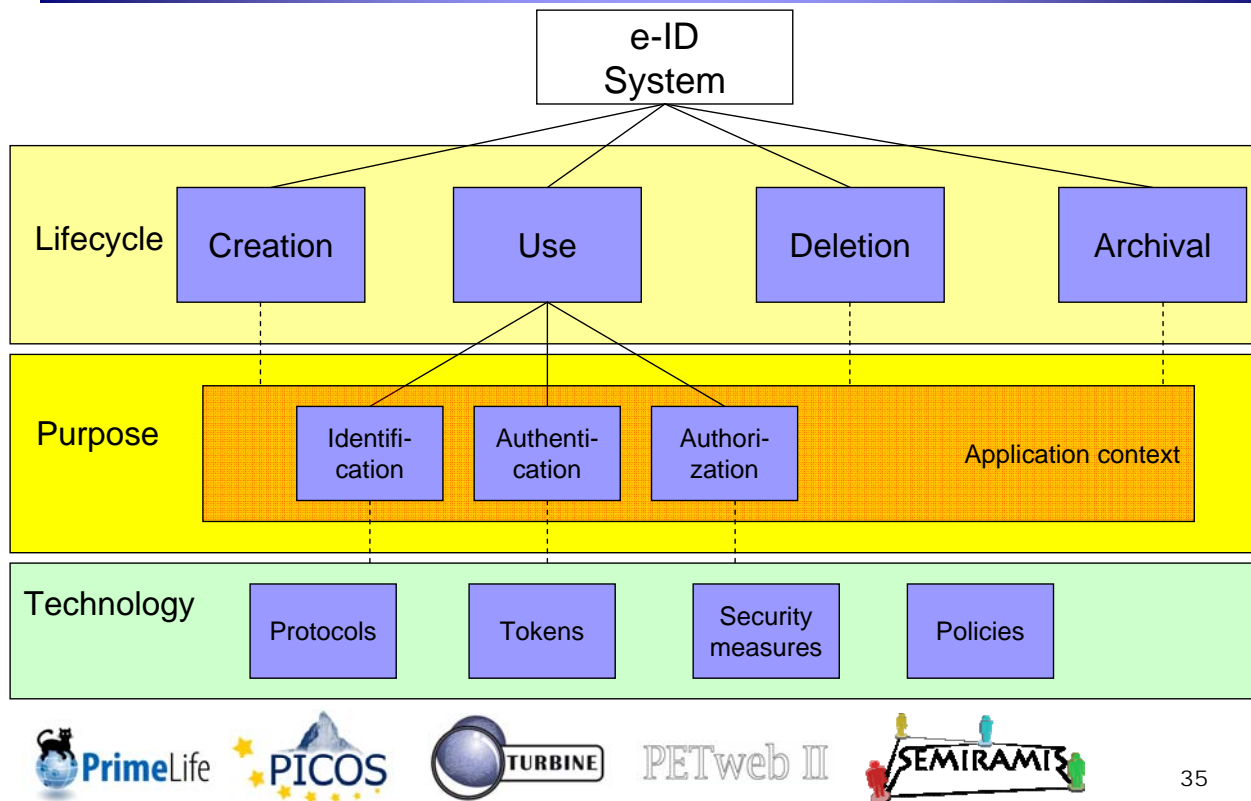 e-ID
System
Lifecycle
Creation
Use
Deletion
Archival
Purpose
Identifi-
cation
Authenti-
cation
Authori-
zation
Application context
Technology
Protocols
Tokens
Security
measures
Policies
PrimeLife
PICOS
TURBINE
PETweb II
SEMIRAMIS
35